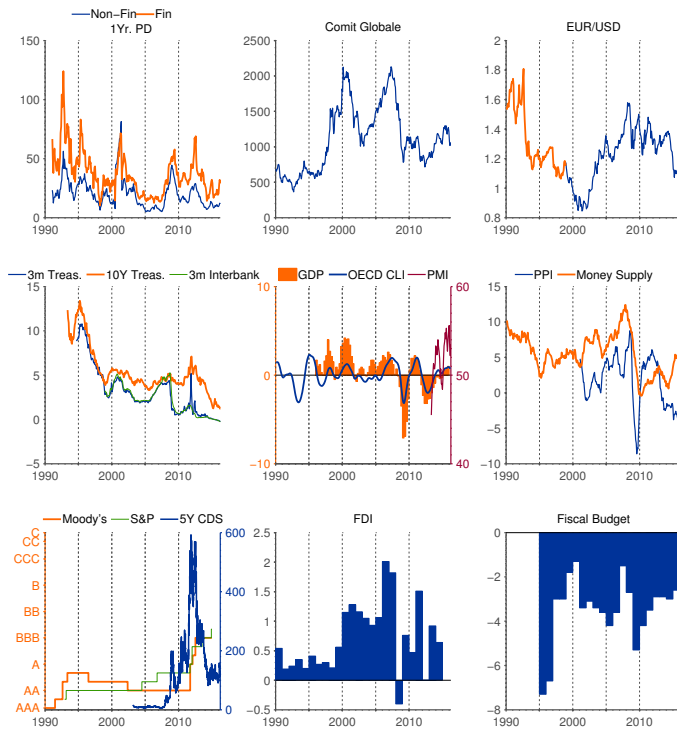 Non−Fin Fin
1Yr. PD
150
100
50
0
1990 2000 2010
Comit Globale
2500
2000
1500
1000
500
0
1990 2000 2010
EUR/USD
2
1.8
1.6
1.4
1.2
1
0.8
1990 2000 2010
3m Treas. 10Y Treas. 3m Interbank
15
10
5
0
−5
1990 2000 2010
GDP OECD CLI PMI
10 60
0 50
−10 40
1990 2000 2010
PPI Money Supply
15
10
5
0
−5
−10
1990 2000 2010
Moody's S&P 5Y CDS
C 600
CC
CCC
B 400
BB
BBB
A 200
AA
AAA 0
1990 2000 2010
FDI
2.5
2
1.5
1
0.5
0
−0.5
1990 2000 2010
Fiscal Budget
0
−2
−4
−6
−8
1990 2000 2010